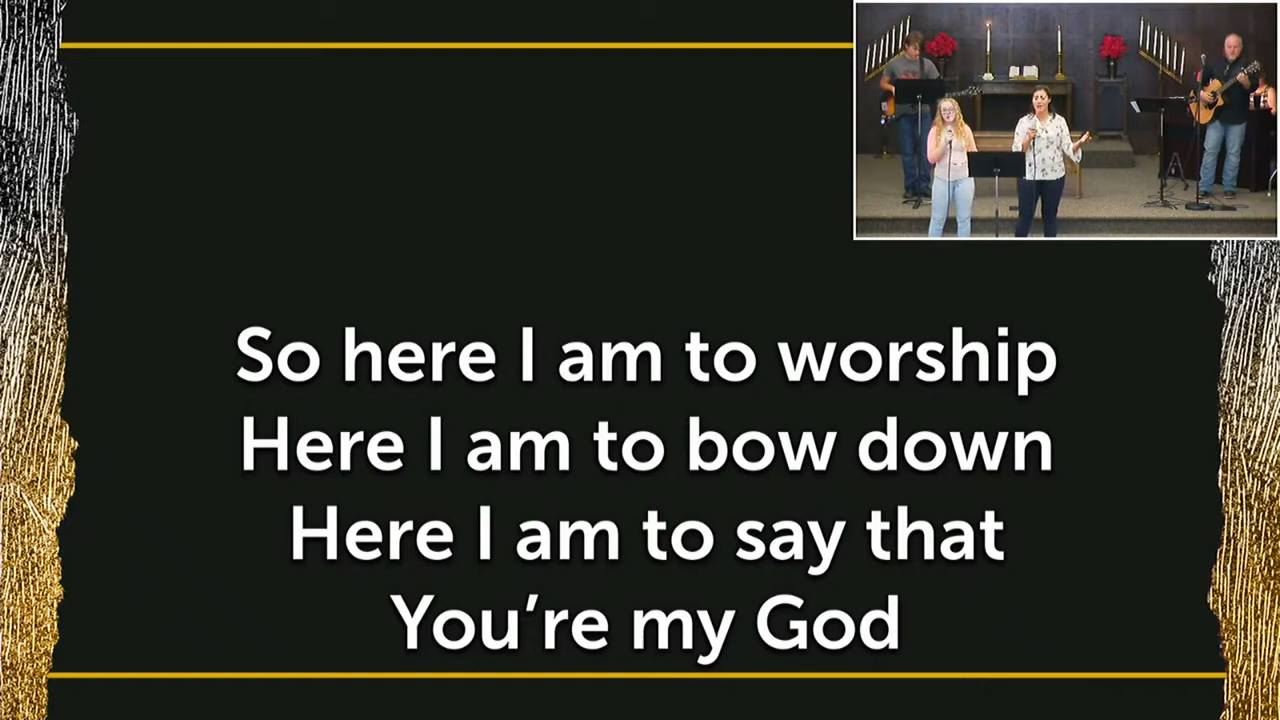 So here I am to worship
Here I am to bow down
Here I am to say that
You’re my God